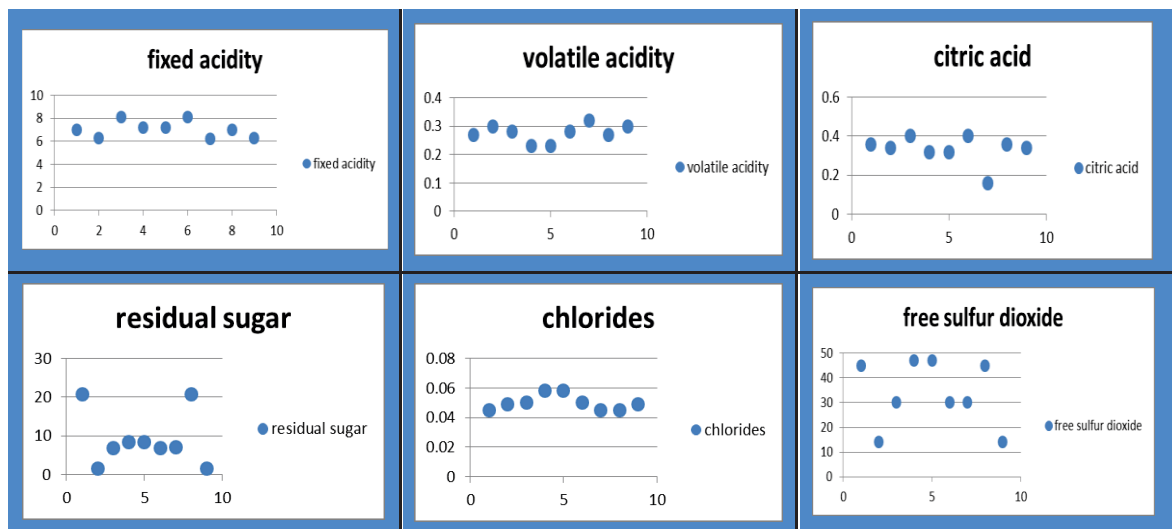 fixed acidity
10
8
6
4
2
0
0 2 4 6 8 10
fixed acidity
volatile acidity
0.4
0.3
0.2
0.1
0
0 5 10
volatile acidity
citric acid
0.6
0.4
0.2
0
0 5 10
citric acid
residual sugar
30
20
10
0
0 5 10
residual sugar
chlorides
0.08
0.06
0.04
0.02
0
0 5 10
chlorides
free sulfur dioxide
50
40
30
20
10
0
0 5 10
free sulfur dioxide